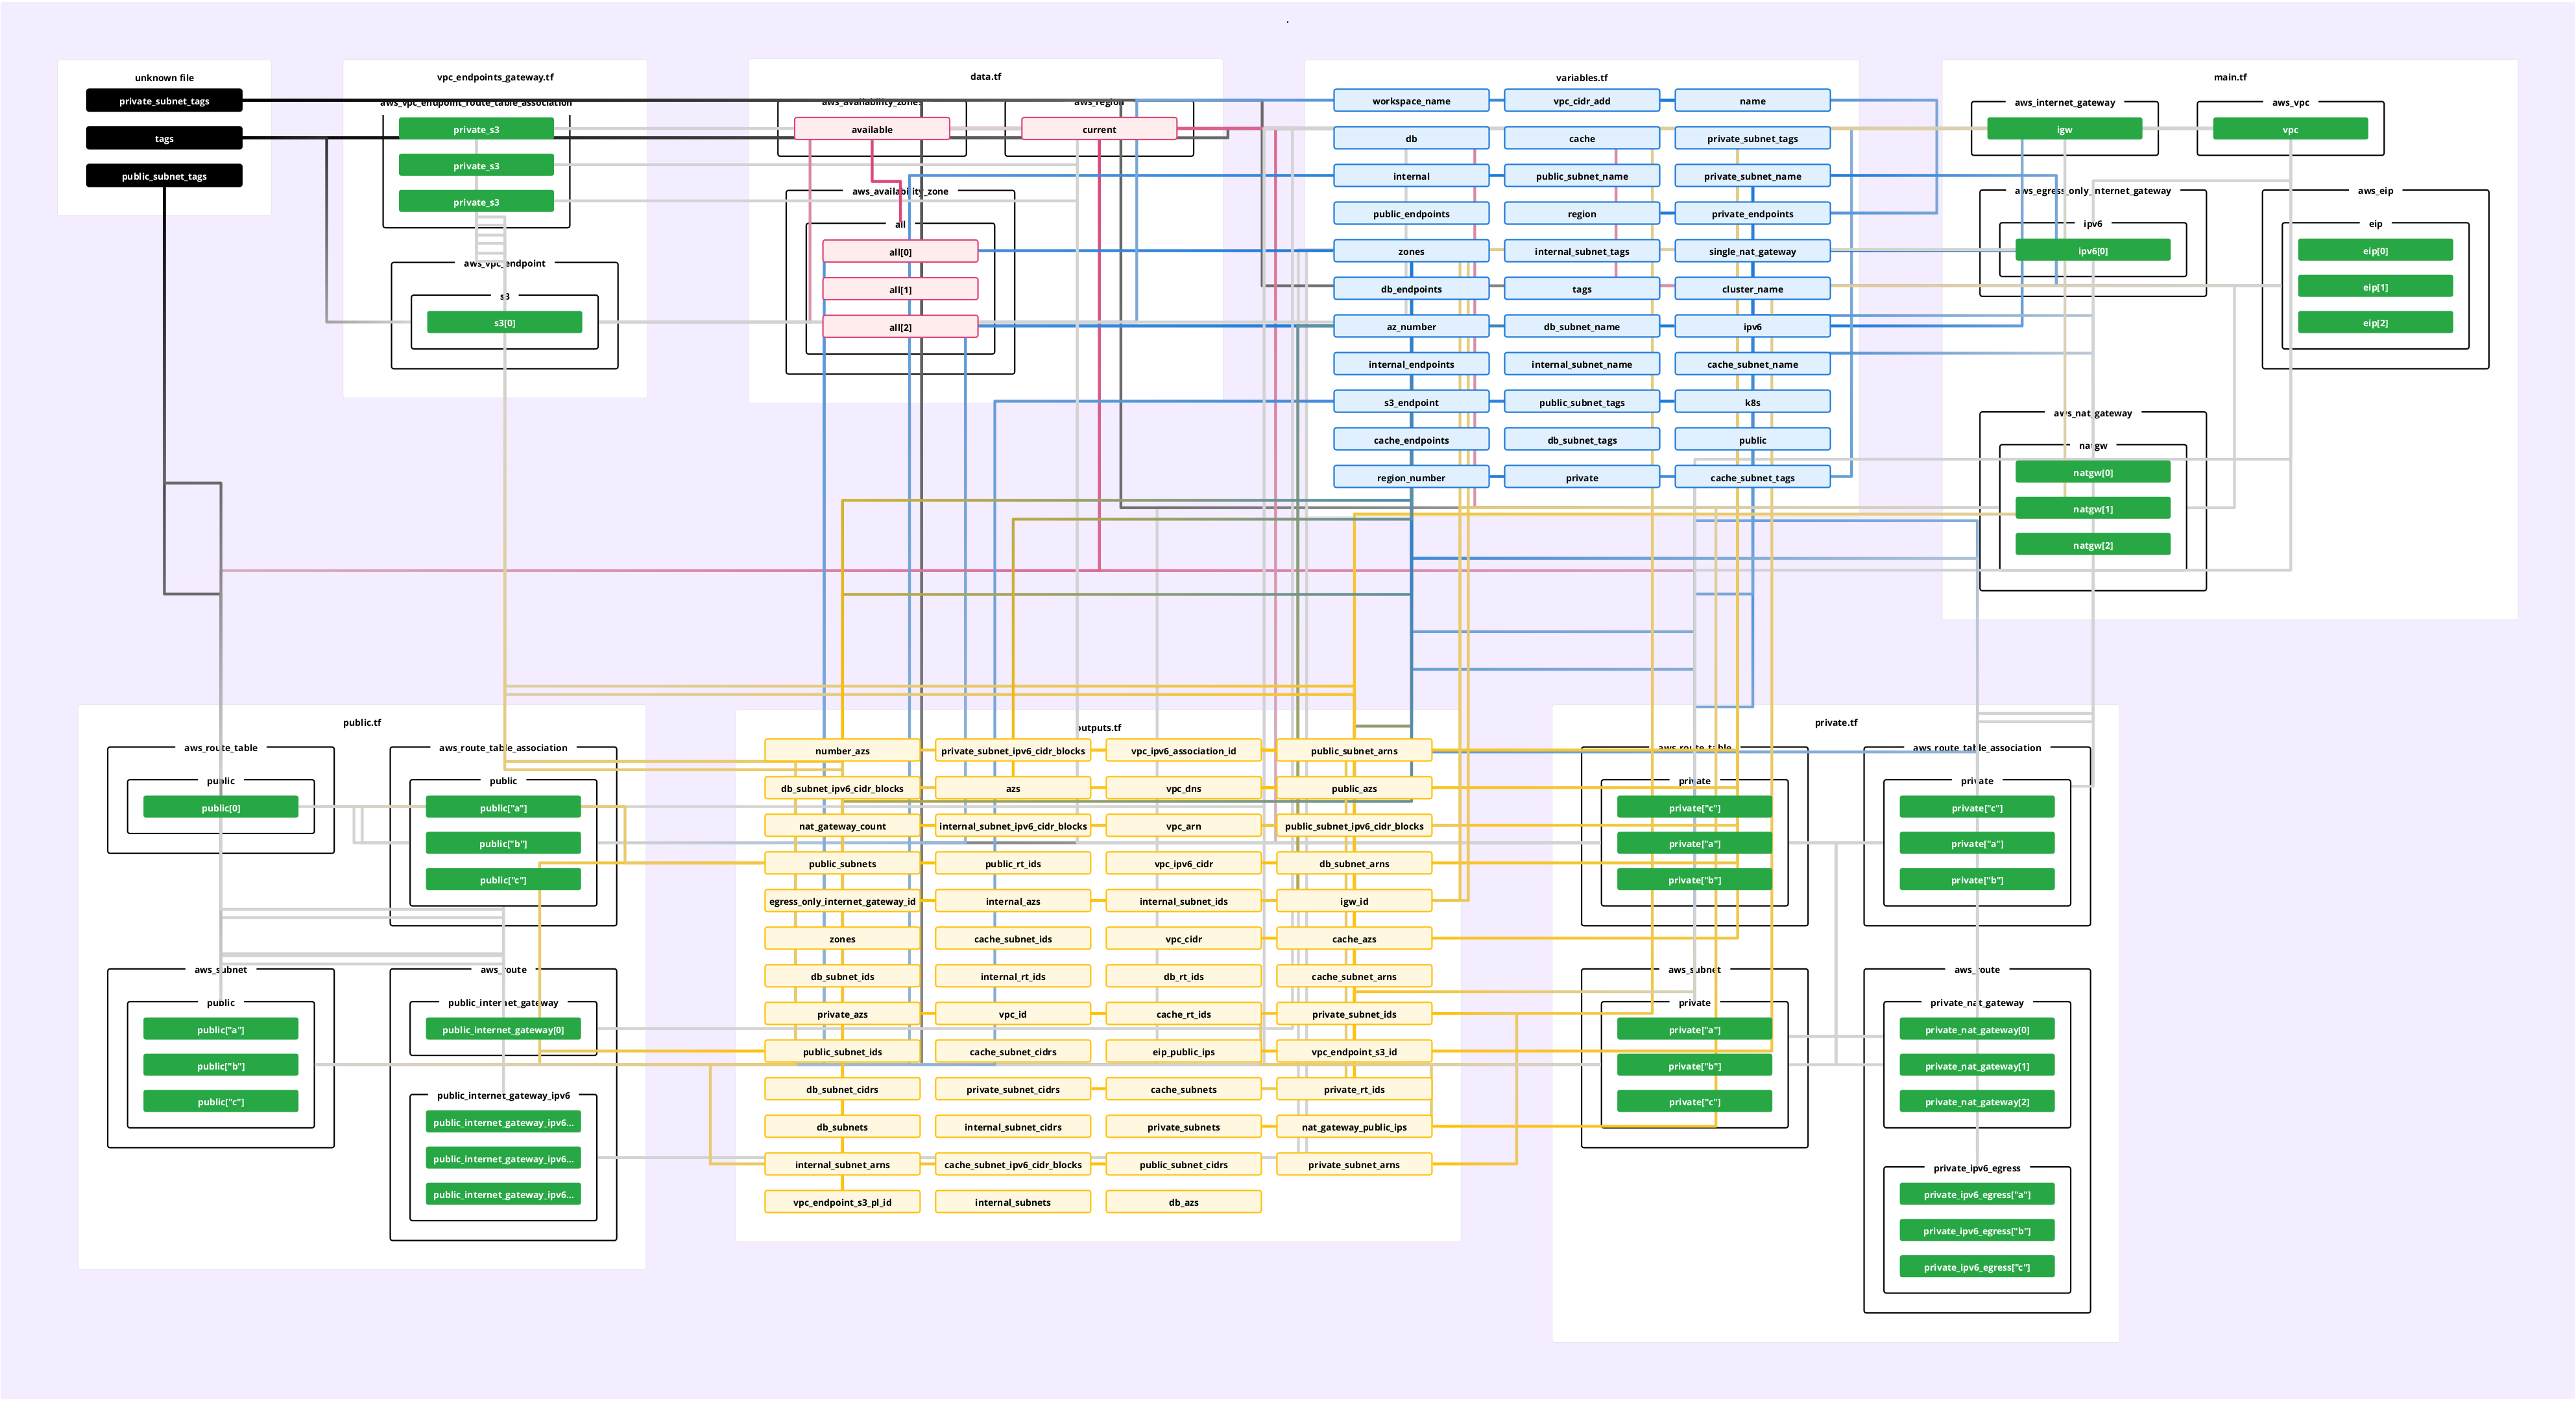 .
unknown file
private_subnet_tags
tags
public_subnet_tags
vpc_endpoints_gateway.tf
aws_vpc_endpoint_route_table_association
private_s3
private_s3
private_s3
aws_vpc_endpoint
s3
s3[0]
data.tf
aws_availability_zones
available
aws_region
current
aws_availability_zone
all
all[0]
all[1]
all[2]
variables.tf
workspace_name vpc_cidr_add name
db cache private_subnet_tags
internal public_subnet_name private_subnet_name
public_endpoints region private_endpoints
zones internal_subnet_tags single_nat_gateway
db_endpoints tags cluster_name
az_number db_subnet_name ipv6
internal_endpoints internal_subnet_name cache_subnet_name
s3_endpoint public_subnet_tags k8s
cache_endpoints db_subnet_tags public
region_number private cache_subnet_tags
main.tf
aws_internet_gateway
igw
aws_vpc
vpc
aws_egress_only_internet_gateway
ipv6
ipv6[0]
aws_eip
eip
eip[0]
eip[1]
eip[2]
aws_nat_gateway
natgw
natgw[0]
natgw[1]
natgw[2]
public.tf
aws_route_table
public
public[0]
aws_route_table_association
public
public["a"]
public["b"]
public["c"]
aws_subnet
public
public["a"]
public["b"]
public["c"]
aws_route
public_internet_gateway
public_internet_gateway[0]
public_internet_gateway_ipv6
public_internet_gateway_ipv6...
public_internet_gateway_ipv6...
public_internet_gateway_ipv6...
outputs.tf
number_azs private_subnet_ipv6_cidr_blocks vpc_ipv6_association_id public_subnet_arns
db_subnet_ipv6_cidr_blocks azs vpc_dns public_azs
nat_gateway_count internal_subnet_ipv6_cidr_blocks vpc_arn public_subnet_ipv6_cidr_blocks
public_subnets public_rt_ids vpc_ipv6_cidr db_subnet_arns
egress_only_internet_gateway_id internal_azs internal_subnet_ids igw_id
zones cache_subnet_ids vpc_cidr cache_azs
db_subnet_ids internal_rt_ids db_rt_ids cache_subnet_arns
private_azs vpc_id cache_rt_ids private_subnet_ids
public_subnet_ids cache_subnet_cidrs eip_public_ips vpc_endpoint_s3_id
db_subnet_cidrs private_subnet_cidrs cache_subnets private_rt_ids
db_subnets internal_subnet_cidrs private_subnets nat_gateway_public_ips
internal_subnet_arns cache_subnet_ipv6_cidr_blocks public_subnet_cidrs private_subnet_arns
vpc_endpoint_s3_pl_id internal_subnets db_azs
private.tf
aws_route_table
private
private["c"]
private["a"]
private["b"]
aws_route_table_association
private
private["c"]
private["a"]
private["b"]
aws_subnet
private
private["a"]
private["b"]
private["c"]
aws_route
private_nat_gateway
private_nat_gateway[0]
private_nat_gateway[1]
private_nat_gateway[2]
private_ipv6_egress
private_ipv6_egress["a"]
private_ipv6_egress["b"]
private_ipv6_egress["c"]